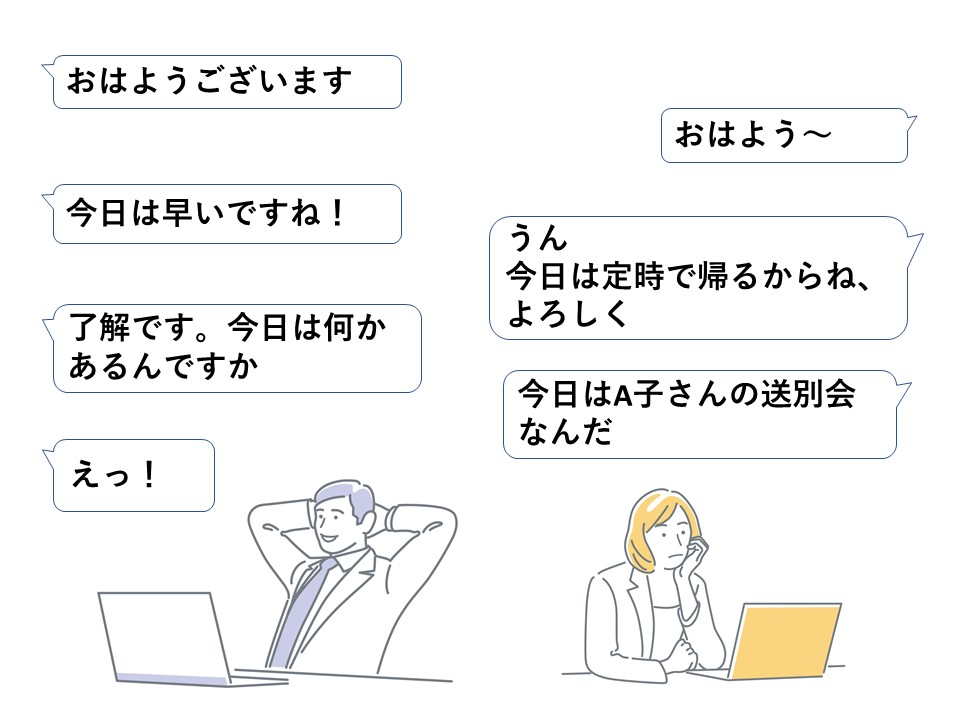 おはようございます
おはよう～
今日は早いですね！
うん
今日は定時で帰るからね、
よろしく
了解です。今日は何か
あるんですか
今日はA子さんの送別会
なんだ
えっ！